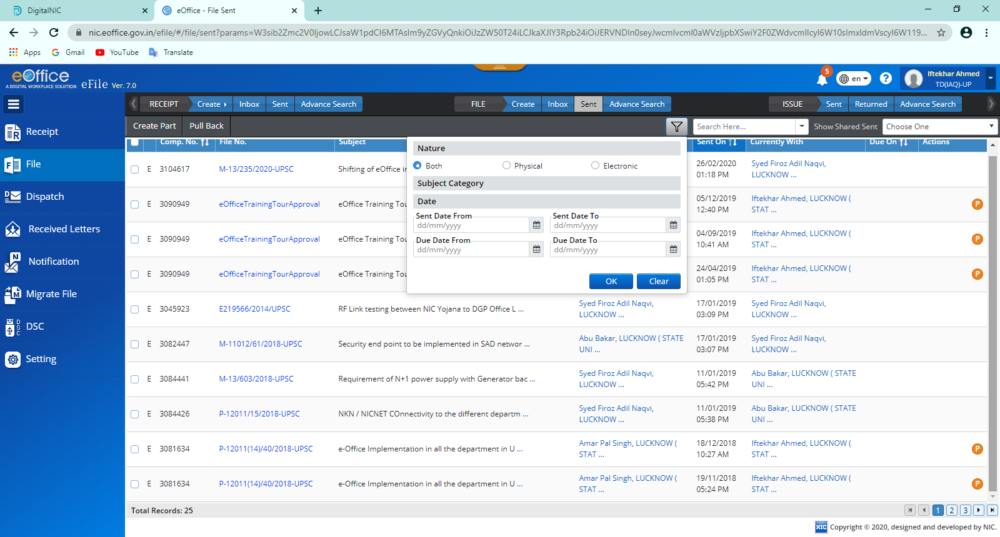 DigitalNIC
eOffice - File Sent
nic.eoffice.gov.in/efile/#/file/sent?params=W3sib2Zmc2V0IjowLCJsaW1pdCI6MTAsIm9yZGVyQnkiOiJzZW50T24iLCJkaXJlY3Rpb24iOiJERVNDIn0seyJwcmlvcml0aWVzIjpbXSwiY2F0ZWdvcmllcyI6W10sImxldmVscyI6W119...
Apps
Gmail
YouTube
Translate
eOffice
A DIGITAL WORKPLACE SOLUTION
eFile Ver. 7.0
5
en
?
Iftekhar Ahmed
TD(IAQ)-UP
RECEIPT Create Inbox Sent Advance Search
FILE Create Inbox Sent Advance Search
ISSUE Sent Returned Advance Search
Create Part Pull Back
Search Here... Show Shared Sent Choose One
Receipt
File
Dispatch
Received Letters
Notification
Migrate File
DSC
Setting
Comp. No. File No. Subject Sent On Currently With Due On Actions
Nature
Both Physical Electronic
Subject Category
Date
Sent Date From Sent Date To
dd/mm/yyyy dd/mm/yyyy
Due Date From Due Date To
dd/mm/yyyy dd/mm/yyyy
OK Clear
E 3104617 M-13/235/2020-UPSC Shifting of eOffice in 26/02/2020 Syed Firoz Adil Naqvi,
01:18 PM LUCKNOW ...
E 3090949 eOfficeTrainingTourApproval eOffice Training Tou 05/12/2019 Iftekhar Ahmed, LUCKNOW ( P
12:40 PM STAT ...
E 3090949 eOfficeTrainingTourApproval eOffice Training Tou 04/09/2019 Iftekhar Ahmed, LUCKNOW ( P
10:41 AM STAT ...
E 3090949 eOfficeTrainingTourApproval eOffice Training Tou 24/04/2019 Iftekhar Ahmed, LUCKNOW ( P
01:05 PM STAT ...
E 3045923 E219566/2014/UPSC RF Link testing between NIC Yojana to DGP Office L ... Syed Firoz Adil Naqvi, 17/01/2019 Syed Firoz Adil Naqvi,
LUCKNOW ... 03:09 PM LUCKNOW ...
E 3082447 M-11012/61/2018-UPSC Security end point to be implemented in SAD networ ... Abu Bakar, LUCKNOW ( STATE 17/01/2019 Syed Firoz Adil Naqvi,
UNI ... 03:07 PM LUCKNOW ...
E 3084441 M-13/603/2018-UPSC Requirement of N+1 power supply with Generator bac ... Syed Firoz Adil Naqvi, 11/01/2019 Abu Bakar, LUCKNOW ( STATE
LUCKNOW ... 05:42 PM UNI ...
E 3084426 P-12011/15/2018-UPSC NKN / NICNET COnnectivity to the different departm ... Syed Firoz Adil Naqvi, 11/01/2019 Abu Bakar, LUCKNOW ( STATE
LUCKNOW ... 05:38 PM UNI ...
E 3081634 P-12011(14)/40/2018-UPSC e-Office Implementation in all the department in U ... Amar Pal Singh, LUCKNOW ( 18/12/2018 Iftekhar Ahmed, LUCKNOW ( P
STAT ... 10:27 AM STAT ...
E 3081634 P-12011(14)/40/2018-UPSC e-Office Implementation in all the department in U ... Amar Pal Singh, LUCKNOW ( 19/11/2018 Iftekhar Ahmed, LUCKNOW ( P
STAT ... 05:24 PM STAT ...
Total Records: 25
1 2 3
NIC Copyright © 2020, designed and developed by NIC.